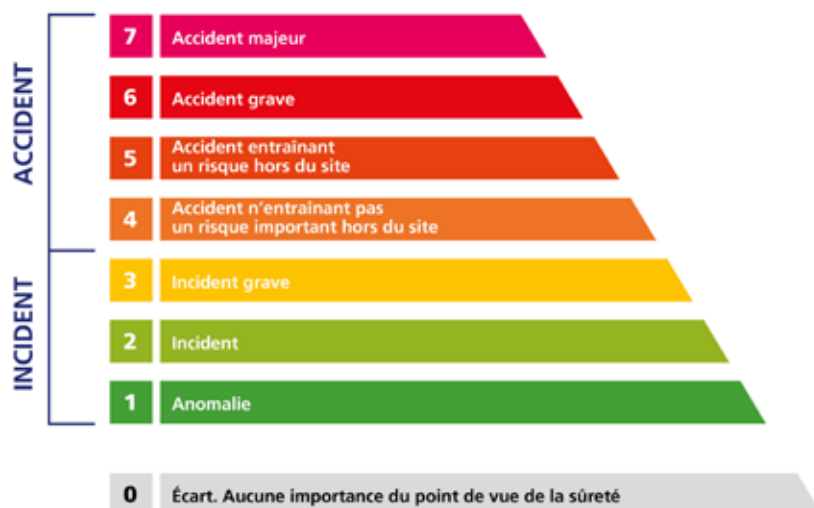 ACCIDENT
7 Accident majeur
6 Accident grave
5 Accident entraînant
un risque hors du site
4 Accident n'entraînant pas
un risque important hors du site
INCIDENT
3 Incident grave
2 Incident
1 Anomalie
0 Écart. Aucune importance du point de vue de la sûreté